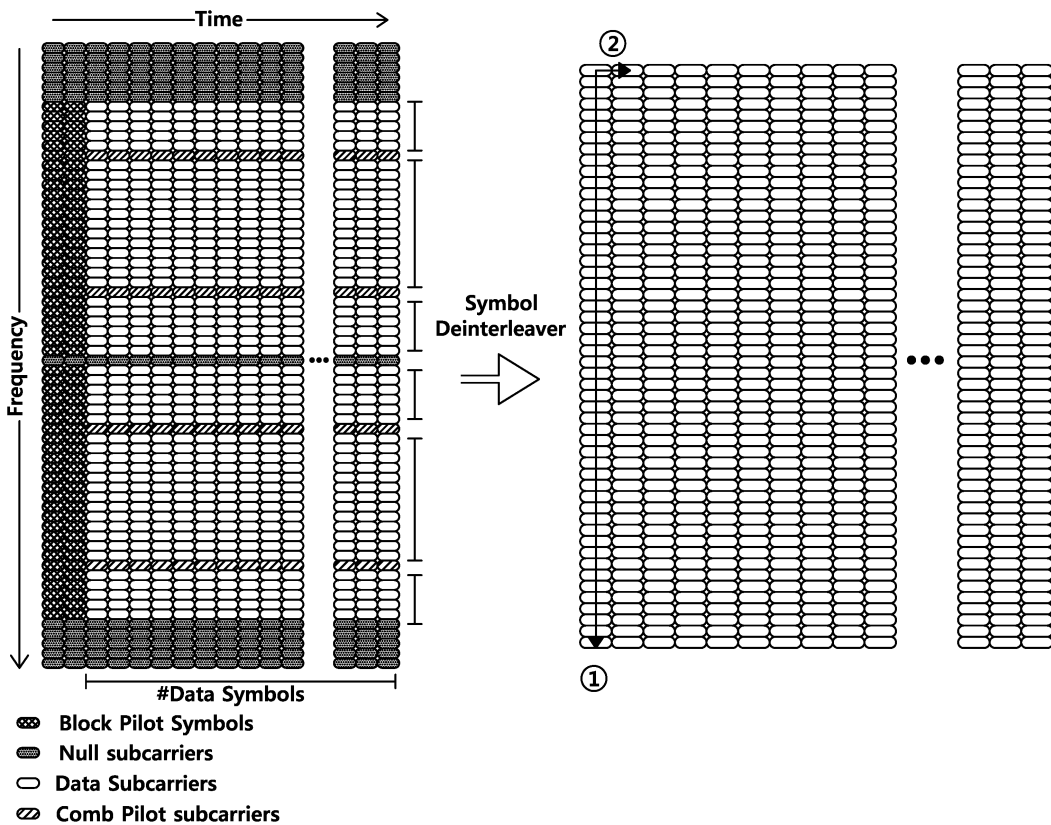 Time
②
Frequency
Symbol
Deinterleaver
①
#Data Symbols
Block Pilot Symbols
Null subcarriers
Data Subcarriers
Comb Pilot subcarriers